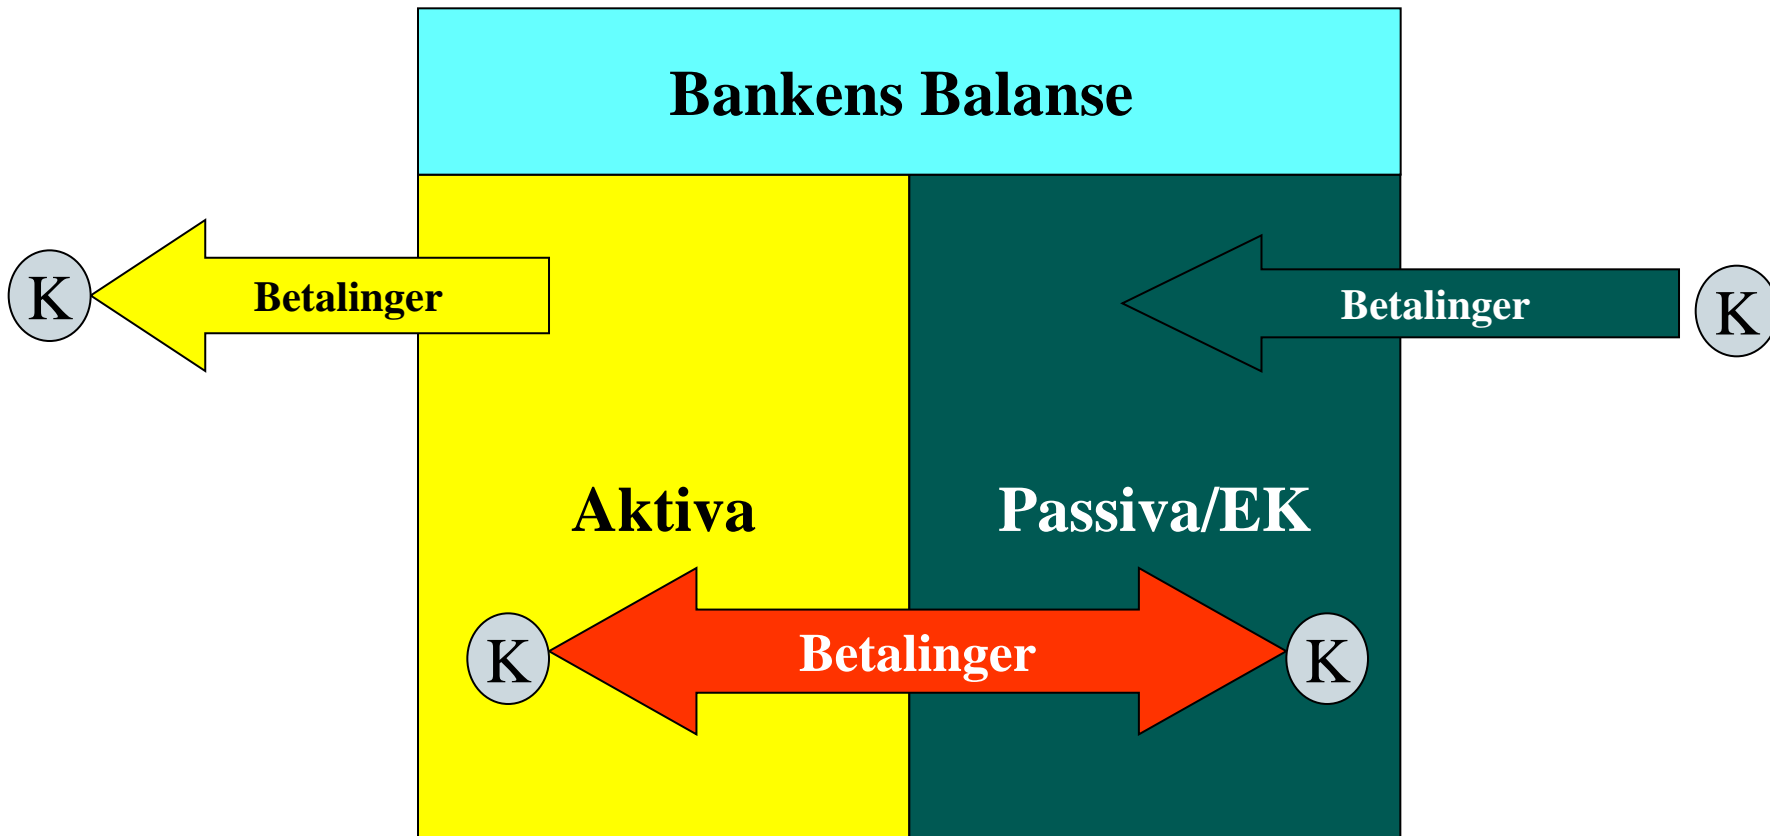 Bankens Balanse
K
Betalinger
Betalinger
K
Aktiva
Passiva/EK
K
Betalinger
K